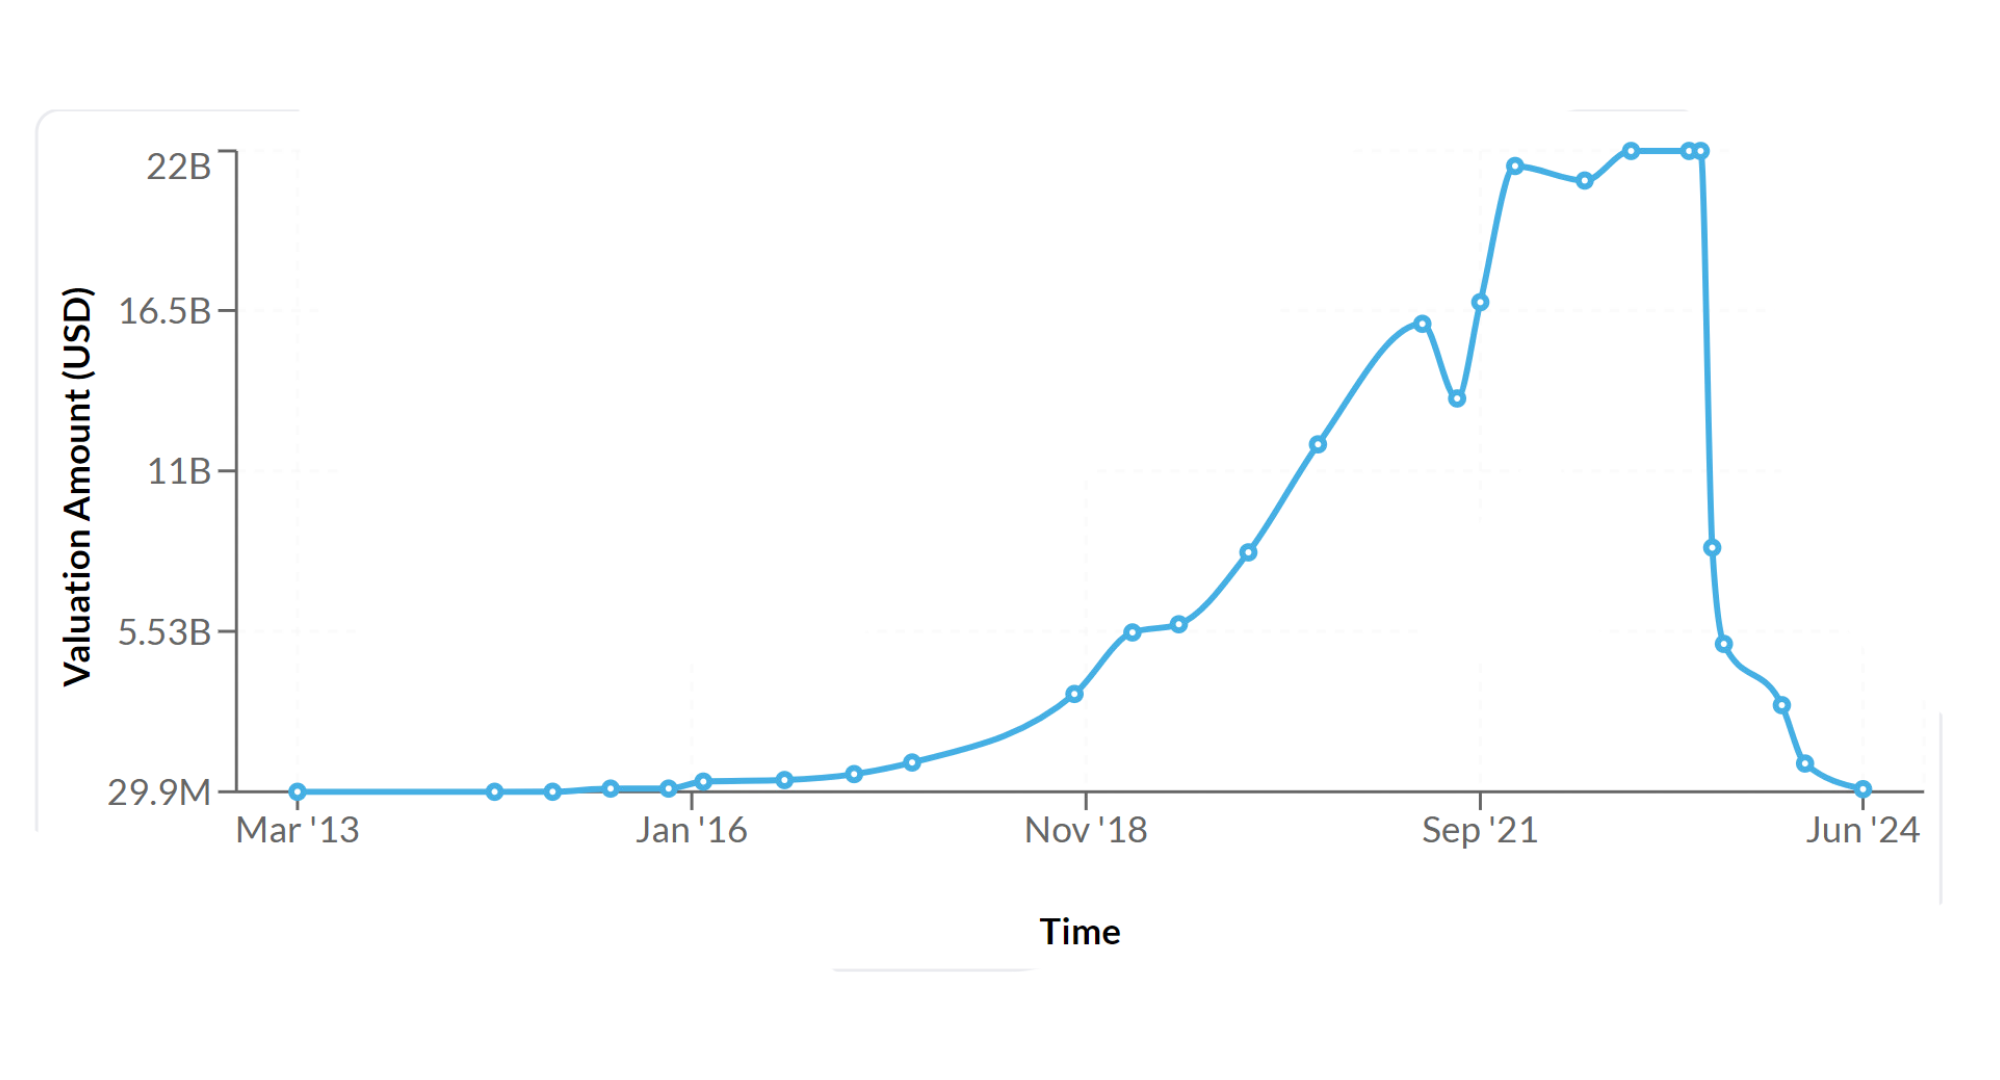 22B
16.5B
11B
5.53B
29.9M
Valuation Amount (USD)
Mar '13
Jan '16
Nov '18
Sep '21
Jun '24
Time